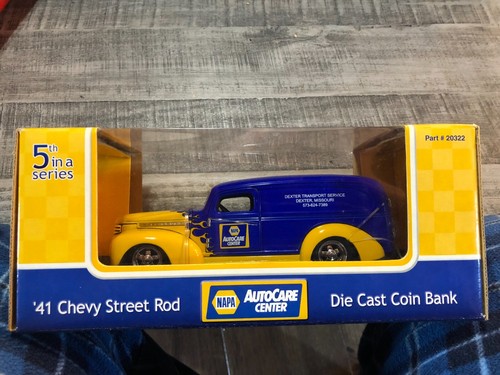 5th
in a
series
Part # 20322
DEXTER TRANSPORT SERVICE
DEXTER, MISSOURI
573-624-7380
NAPA
AUTOCARE
CENTER
'41 Chevy Street Rod
NAPA
AUTOCARE
CENTER
Die Cast Coin Bank